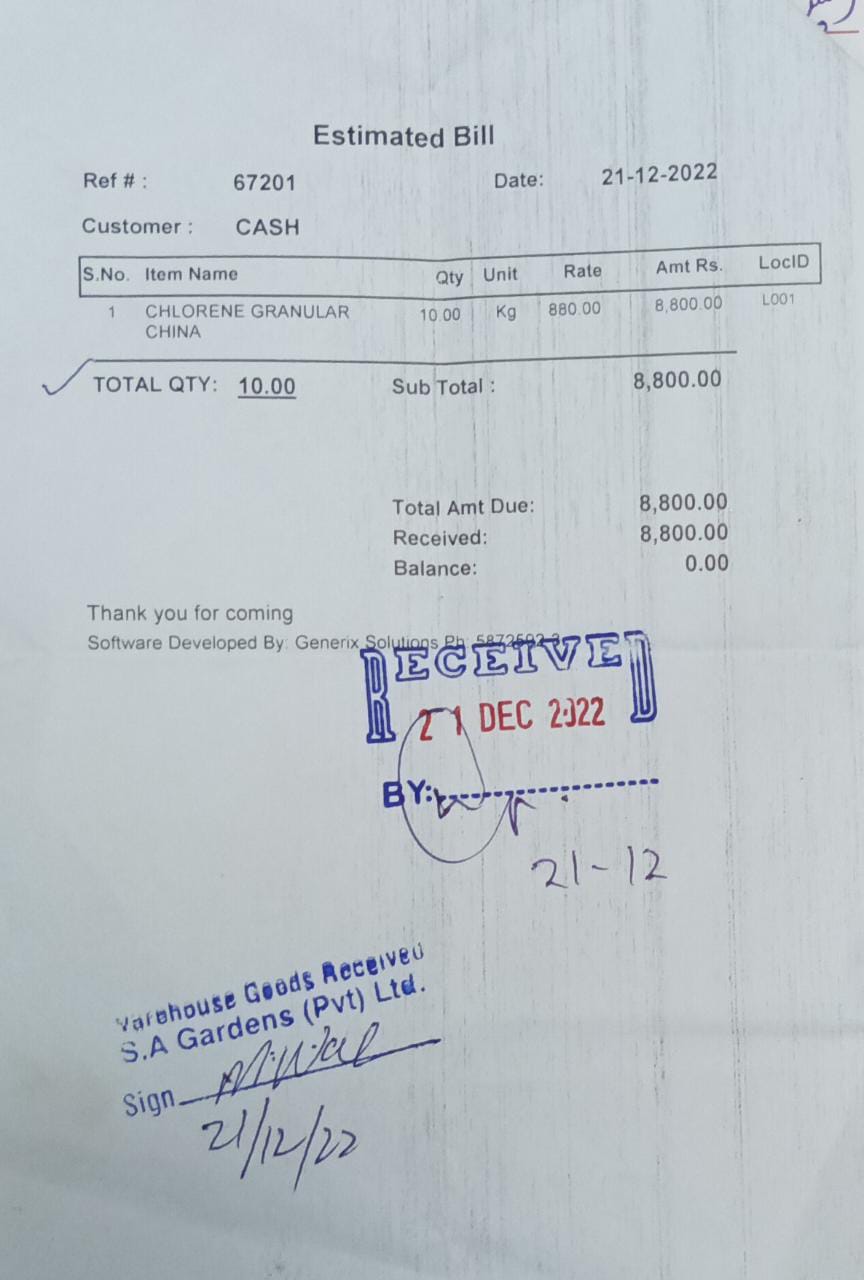 Estimated Bill
Ref # : 67201 Date: 21-12-2022
Customer : CASH
S.No. Item Name Qty Unit Rate Amt Rs. LocID
1 CHLORENE GRANULAR 10.00 Kg 880.00 8,800.00 L001
CHINA
TOTAL QTY: 10.00 Sub Total : 8,800.00
Total Amt Due: 8,800.00
Received: 8,800.00
Balance: 0.00
Thank you for coming
Software Developed By: Generix Solutions Ph:
RECEIVED
21 DEC 2022
BY:
21-12
Warehouse Goods Received
S.A Gardens (Pvt) Ltd.
Sign
21/12/22